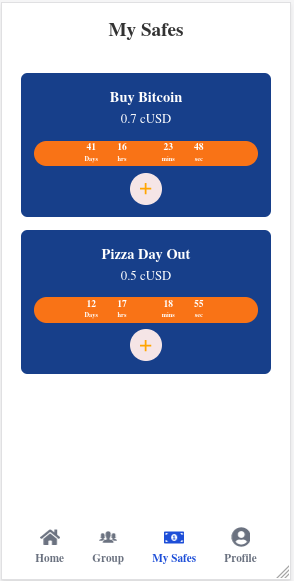 My Safes
Buy Bitcoin
0.7 cUSD
41 16 23 48
Days hrs mins sec
+
Pizza Day Out
0.5 cUSD
12 17 18 55
Days hrs mins sec
+
Home Group My Safes Profile